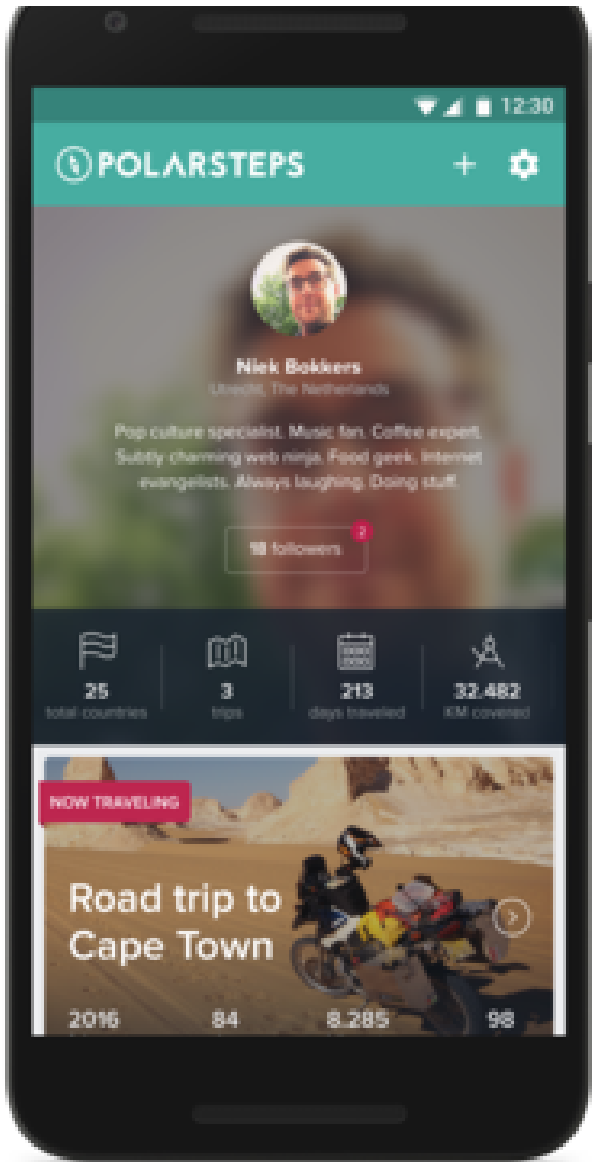 12:30
POLARSTEPS
Niek Bokkers
Utrecht, The Netherlands
Pop culture specialist. Music fan. Coffee expert.
Subtly charming web ninja. Food geek. Internet
evangelists. Always laughing. Doing stuff.
2
18 followers
25 3 213 32.482
total countries trips days traveled KM covered
NOW TRAVELING
Road trip to
Cape Town
2016 84 8.285 98